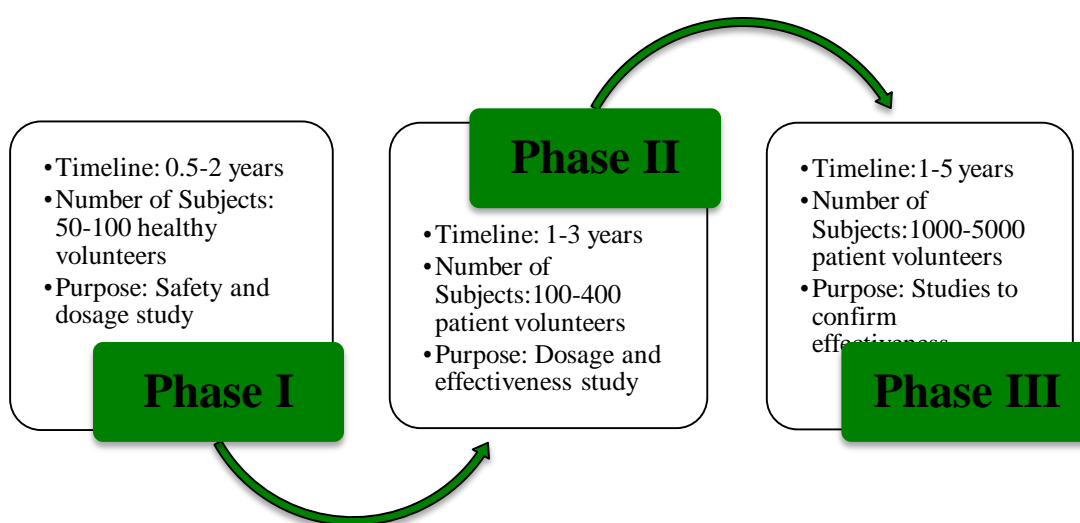 Phase I
•Timeline: 0.5-2 years
•Number of Subjects:
50-100 healthy
volunteers
•Purpose: Safety and
dosage study
Phase II
•Timeline: 1-3 years
•Number of
Subjects:100-400
patient volunteers
•Purpose: Dosage and
effectiveness study
Phase III
•Timeline:1-5 years
•Number of
Subjects:1000-5000
patient volunteers
•Purpose: Studies to
confirm
effectiveness